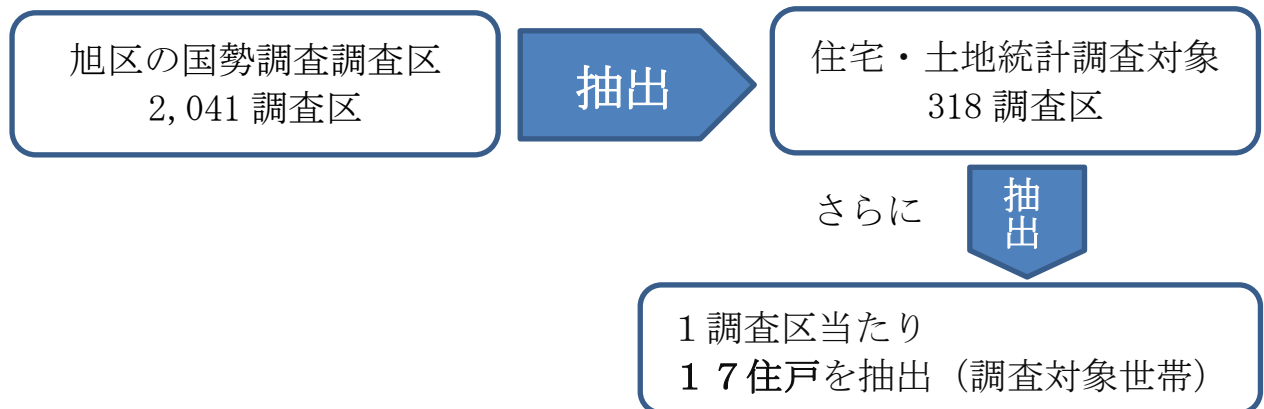 旭区の国勢調査調査区
2,041 調査区
抽出
住宅・土地統計調査対象
318 調査区
さらに
抽出
１調査区当たり
１７住戸を抽出（調査対象世帯）